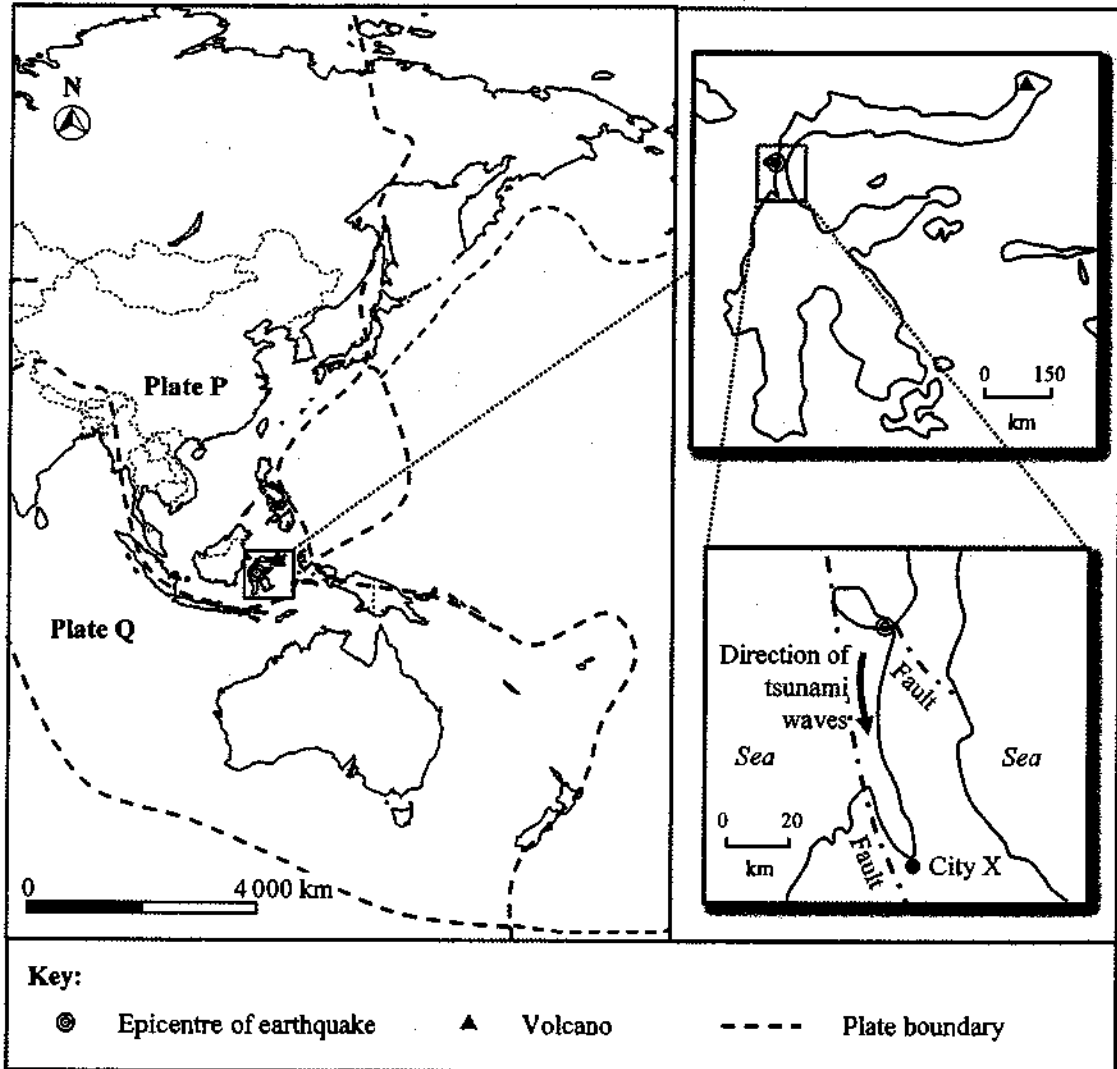 N
Plate P
Plate Q
0 4 000 km
0 150
km
Direction of
tsunami
waves
Fault
Sea
Sea
0 20
km
Fault
City X
Key:
Epicentre of earthquake
Volcano
Plate boundary